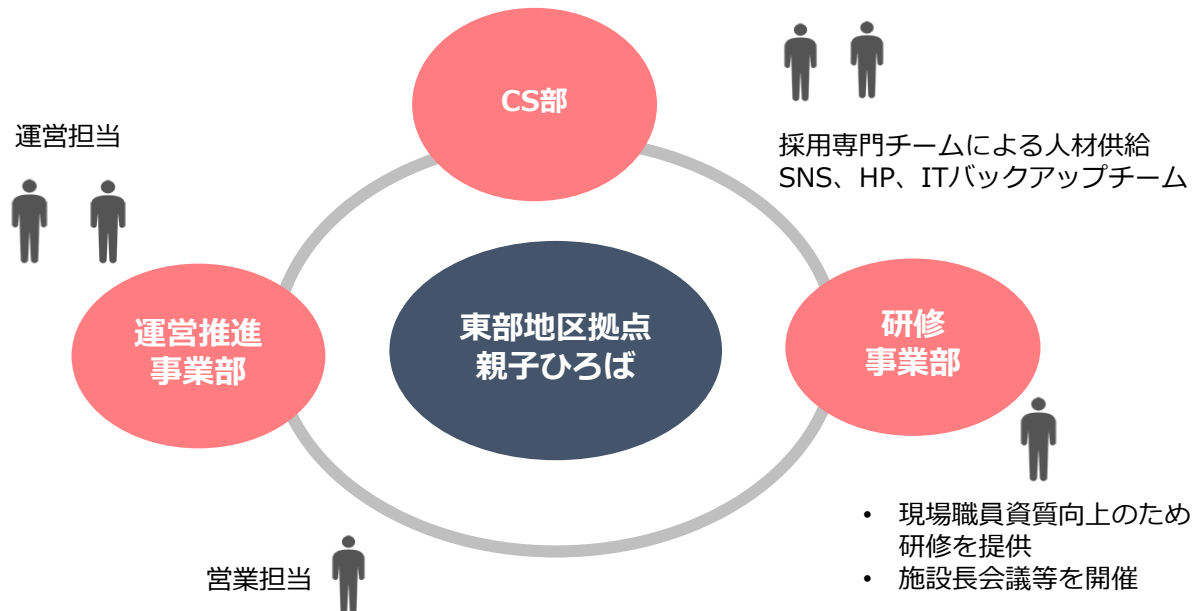 CS部
運営担当
採用専門チームによる人材供給
SNS、HP、ITバックアップチーム
運営推進
事業部
東部地区拠点
親子ひろば
研修
事業部
• 現場職員資質向上のため
研修を提供
• 施設長会議等を開催
営業担当